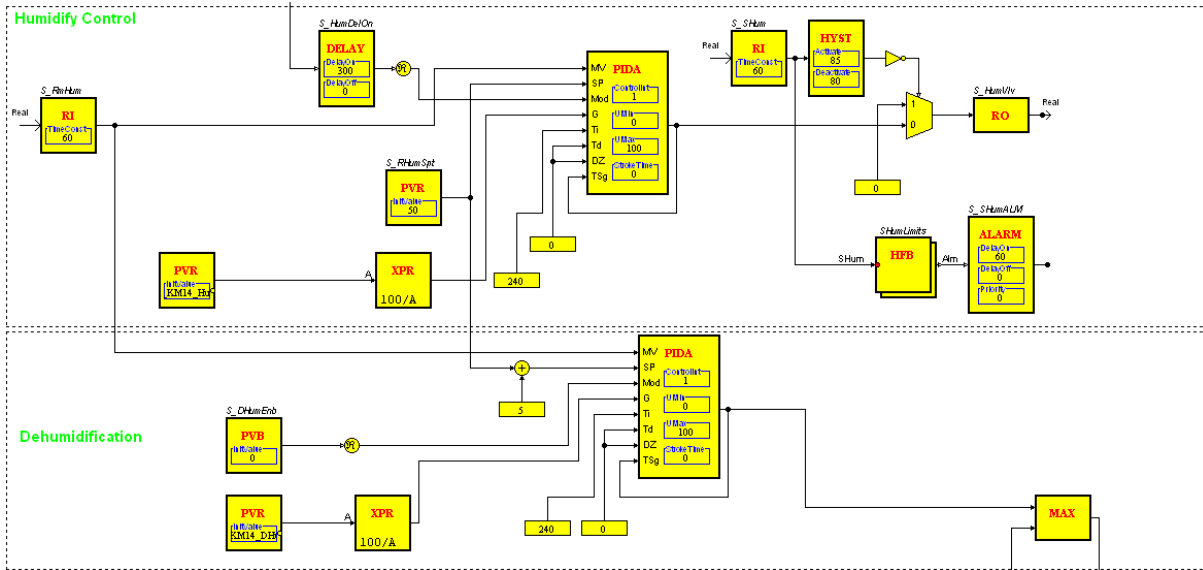 Humidify Control
S_HumDelOn
DELAY
DelayOn
300
DelayOff
0
ℜ
S_RmHum
Real
RI
TimeConst
60
S_RHumSpt
PVR
InitValue
50
PVR
InitValue
KM14_Hu
A
XPR
100/A
240
0
MV
SP
Mod
G
Ti
Td
DZ
TSg
PIDA
ControlInt
1
UMin
0
UMax
100
StrokeTime
0
S_SHum
Real
RI
TimeConst
60
HYST
Activate
85
Deactivate
80
1
0
0
S_HumVlv
RO
Real
SHumLimits
SHum
HFB
Alm
S_SHumALM
ALARM
DelayOn
60
DelayOff
0
Priority
0
Dehumidification
+
5
S_DHumEnb
PVB
InitValue
0
ℜ
PVR
InitValue
KM14_DH
A
XPR
100/A
240
0
MV
SP
Mod
G
Ti
Td
DZ
TSg
PIDA
ControlInt
1
UMin
0
UMax
100
StrokeTime
0
MAX